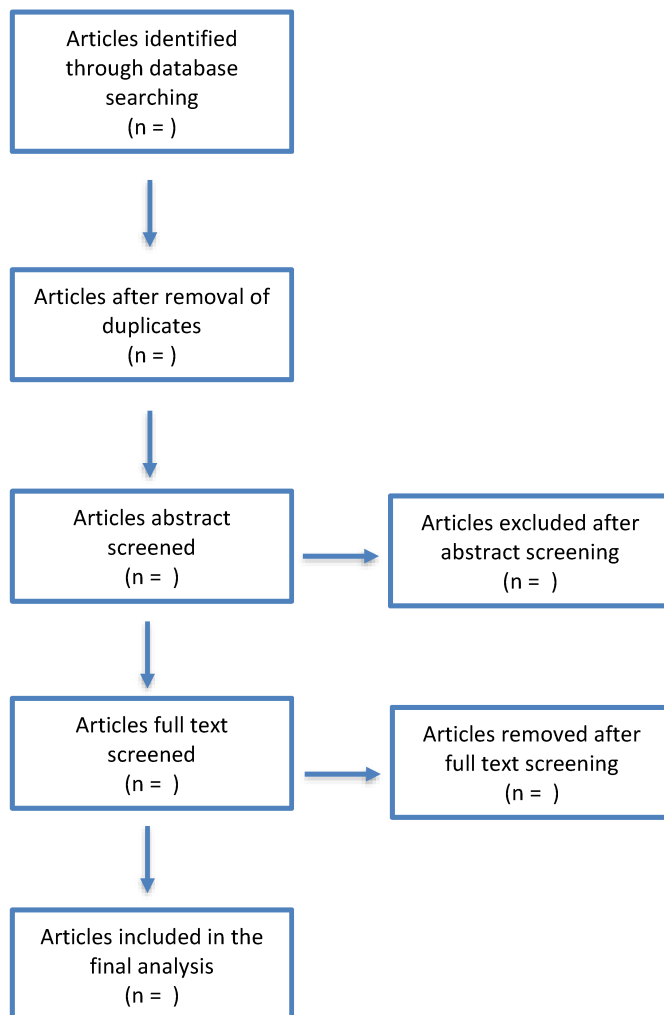 Articles identified
through database
searching
(n = )
Articles after removal of
duplicates
(n = )
Articles abstract
screened
(n =  )
Articles excluded after
abstract screening
(n =  )
Articles full text
screened
(n =  )
Articles removed after
full text screening
(n =  )
Articles included in the
final analysis
(n =  )